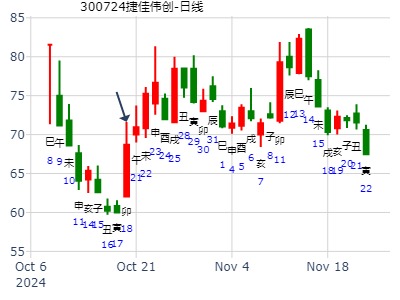 300724捷佳伟创-日线
85
80
75
70
65
60
55
巳
8
午
9
未
10
申
11
亥
14
子
15
丑
16
寅
17
卯
18
午
21
未
22
申
23
酉
24
戌
25
丑
28
寅
29
卯
30
辰
31
巳
1
申
4
酉
5
戌
6
亥
7
子
8
卯
11
辰
12
巳
13
午
14
未
15
戌
18
亥
19
子
20
丑
21
寅
22
Oct 6
2024
Oct 21
Nov 4
Nov 18